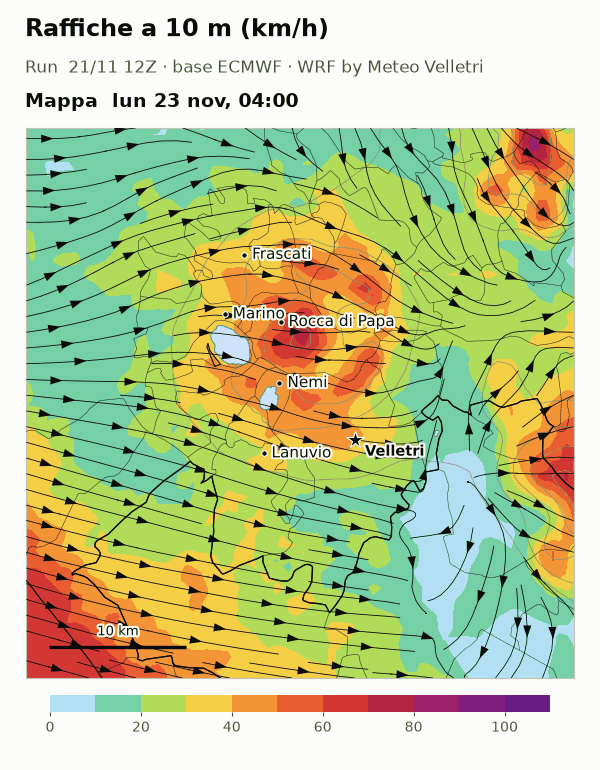 Raffiche a 10 m (km/h)
Run  21/11 12Z · base ECMWF · WRF by Meteo Velletri
Mappa  lun 23 nov, 04:00
Frascati
Marino
Rocca di Papa
Nemi
Velletri
Lanuvio
10 km
0 20 40 60 80 100